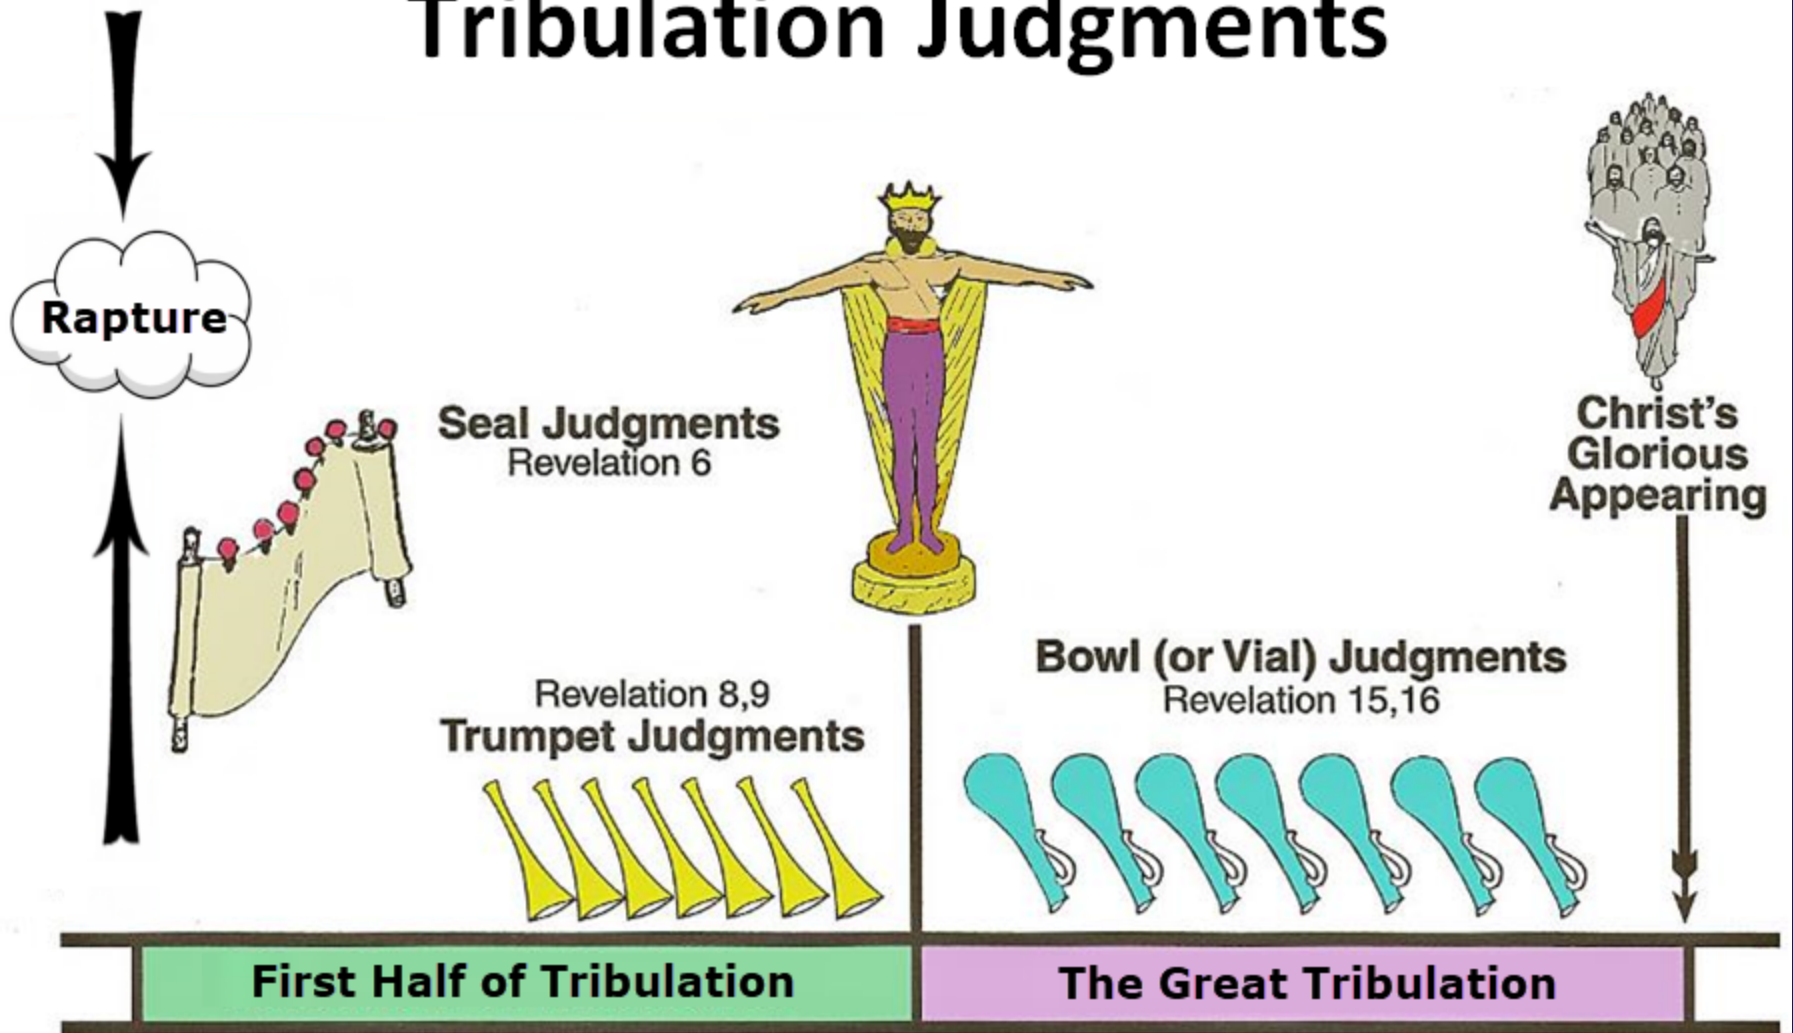 Tribulation Judgments
Rapture
Seal Judgments
Revelation 6
Christ's
Glorious
Appearing
Revelation 8,9
Trumpet Judgments
Bowl (or Vial) Judgments
Revelation 15,16
First Half of Tribulation
The Great Tribulation